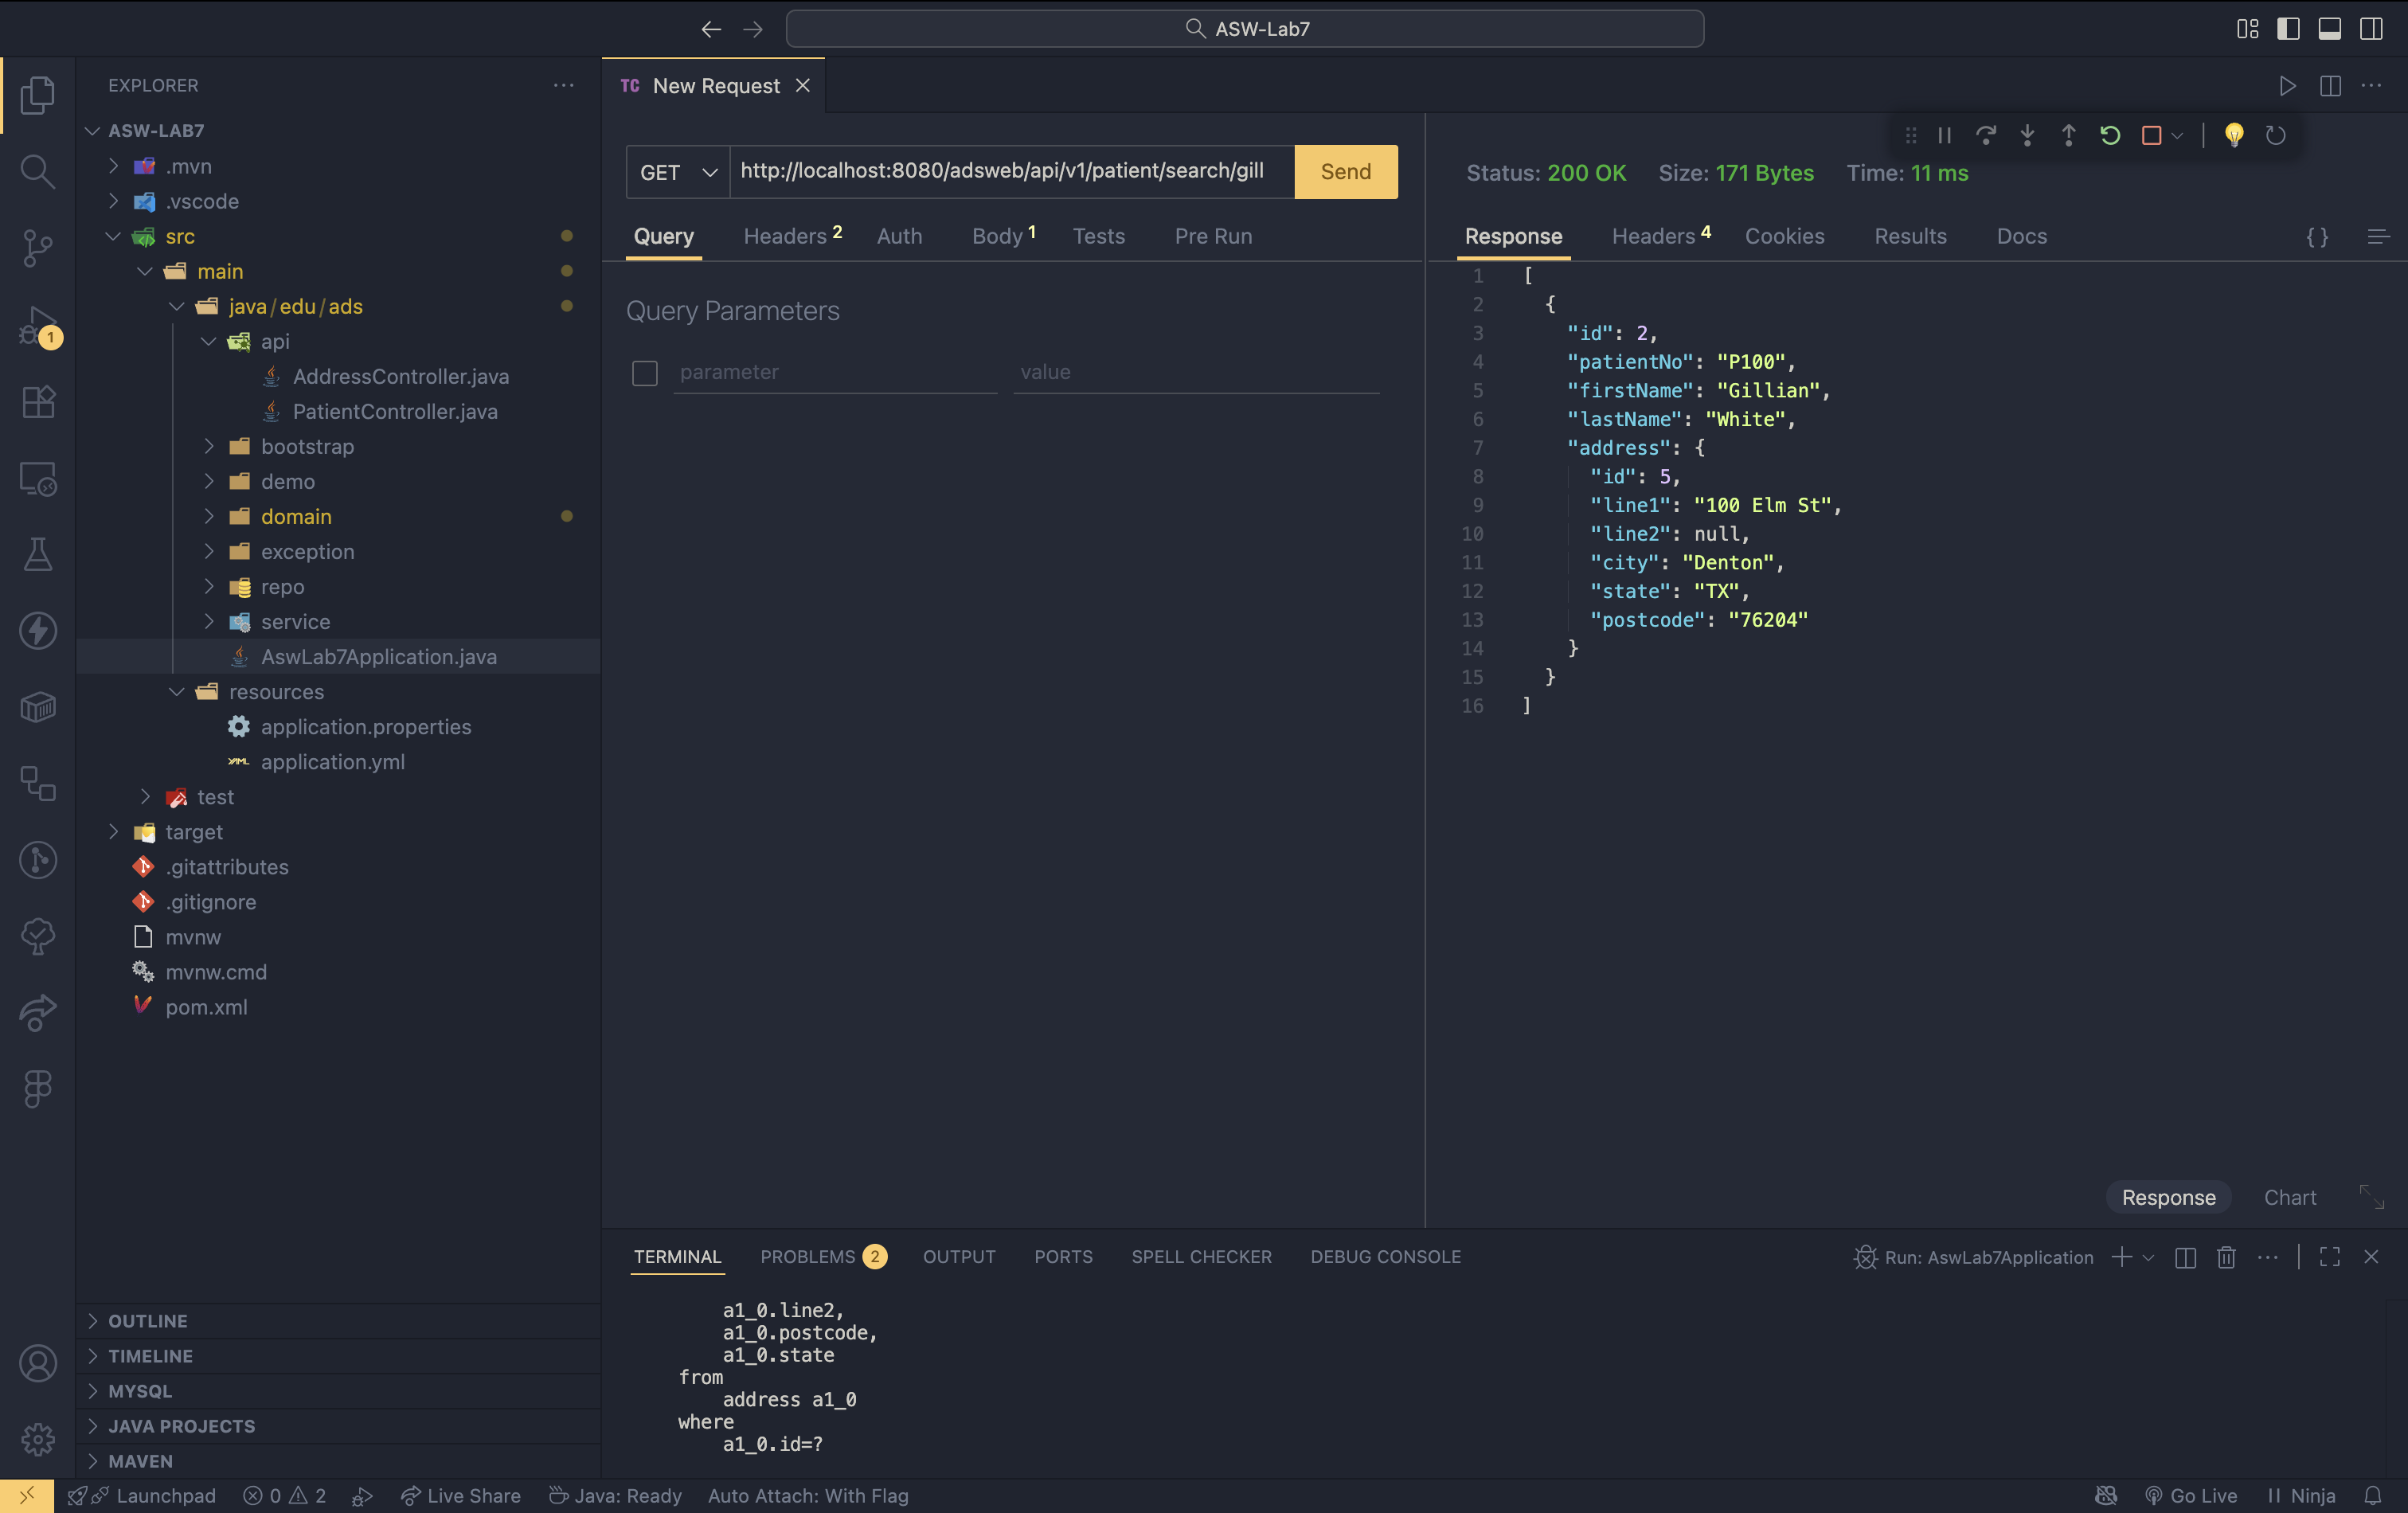 ASW-Lab7
EXPLORER
ASW-LAB7
.mvn
.vscode
src
main
java/edu/ads
api
AddressController.java
PatientController.java
bootstrap
demo
domain
exception
repo
service
AswLab7Application.java
resources
application.properties
application.yml
test
target
.gitattributes
.gitignore
mvnw
mvnw.cmd
pom.xml
OUTLINE
TIMELINE
MYSQL
JAVA PROJECTS
MAVEN
1
TC New Request
GET http://localhost:8080/adsweb/api/v1/patient/search/gill Send
Query Headers 2 Auth Body 1 Tests Pre Run
Query Parameters
parameter value
Status: 200 OK Size: 171 Bytes Time: 11 ms
Response Headers 4 Cookies Results Docs { }
1 [
2 {
3 "id": 2,
4 "patientNo": "P100",
5 "firstName": "Gillian",
6 "lastName": "White",
7 "address": {
8 "id": 5,
9 "line1": "100 Elm St",
10 "line2": null,
11 "city": "Denton",
12 "state": "TX",
13 "postcode": "76204"
14 }
15 }
16 ]
Response Chart
TERMINAL PROBLEMS 2 OUTPUT PORTS SPELL CHECKER DEBUG CONSOLE Run: AswLab7Application
a1_0.line2,
a1_0.postcode,
a1_0.state
from
address a1_0
where
a1_0.id=?
Launchpad 0 2 Live Share Java: Ready Auto Attach: With Flag Go Live Ninja